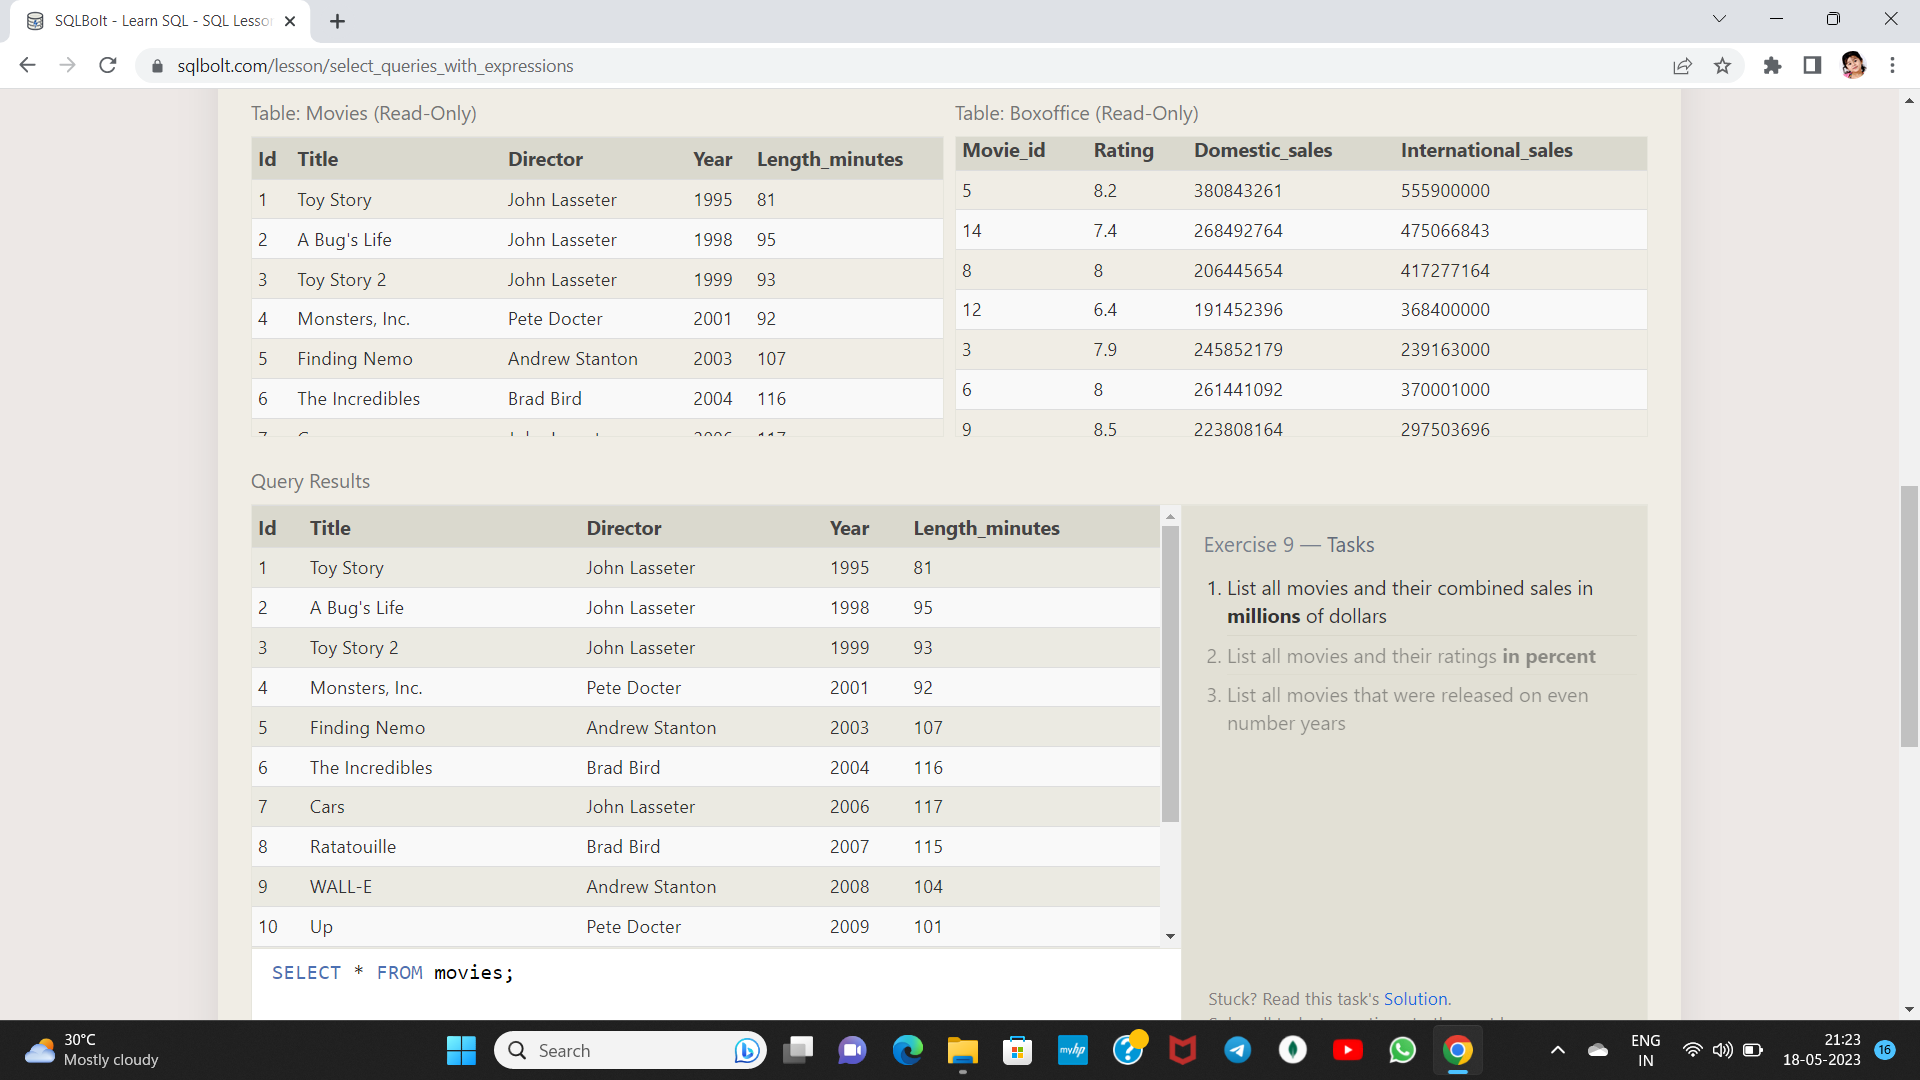 SQLBolt - Learn SQL - SQL Lesso
sqlbolt.com/lesson/select_queries_with_expressions
Table: Movies (Read-Only)
Id Title Director Year Length_minutes
1 Toy Story John Lasseter 1995 81
2 A Bug's Life John Lasseter 1998 95
3 Toy Story 2 John Lasseter 1999 93
4 Monsters, Inc. Pete Docter 2001 92
5 Finding Nemo Andrew Stanton 2003 107
6 The Incredibles Brad Bird 2004 116
Table: Boxoffice (Read-Only)
Movie_id Rating Domestic_sales International_sales
5 8.2 380843261 555900000
14 7.4 268492764 475066843
8 8 206445654 417277164
12 6.4 191452396 368400000
3 7.9 245852179 239163000
6 8 261441092 370001000
9 8.5 223808164 297503696
Query Results
Id Title Director Year Length_minutes
1 Toy Story John Lasseter 1995 81
2 A Bug's Life John Lasseter 1998 95
3 Toy Story 2 John Lasseter 1999 93
4 Monsters, Inc. Pete Docter 2001 92
5 Finding Nemo Andrew Stanton 2003 107
6 The Incredibles Brad Bird 2004 116
7 Cars John Lasseter 2006 117
8 Ratatouille Brad Bird 2007 115
9 WALL-E Andrew Stanton 2008 104
10 Up Pete Docter 2009 101
SELECT * FROM movies;
Exercise 9 — Tasks
1. List all movies and their combined sales in
millions of dollars
2. List all movies and their ratings in percent
3. List all movies that were released on even
number years
Stuck? Read this task's Solution.
30°C
Mostly cloudy
Search
myhp
ENG
IN
21:23
18-05-2023
16